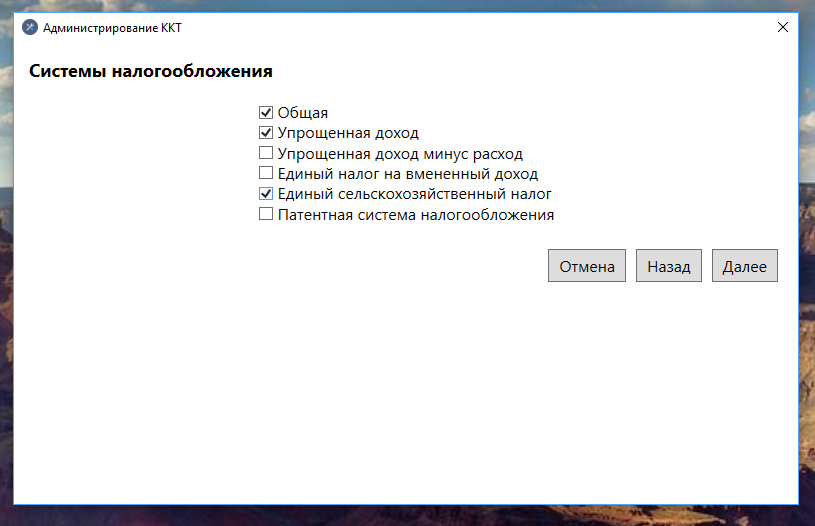 Администрирование ККТ
Системы налогообложения
Общая
Упрощенная доход
Упрощенная доход минус расход
Единый налог на вмененный доход
Единый сельскохозяйственный налог
Патентная система налогообложения
Отмена
Назад
Далее